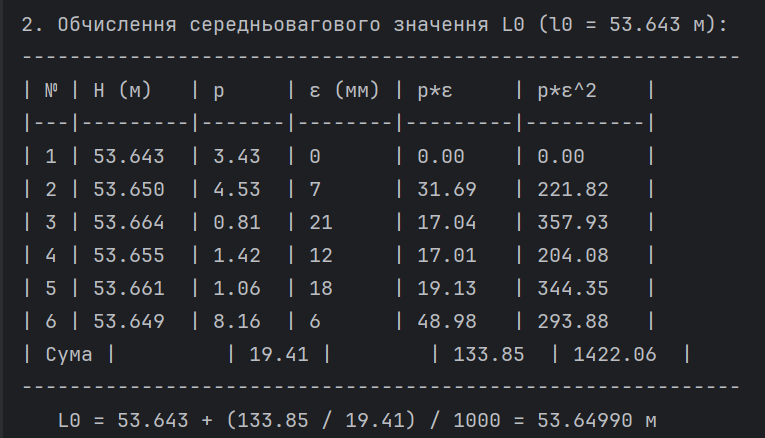 2. Обчислення середньовагового значення L0 (l0 = 53.643 м):
------------------------------------------------------------
| № | H (м)   | p     | ε (мм) | p*ε     | p*ε^2    |
|---|---------|-------|--------|---------|----------|
| 1 | 53.643  | 3.43  | 0      | 0.00    | 0.00     |
| 2 | 53.650  | 4.53  | 7      | 31.69   | 221.82   |
| 3 | 53.664  | 0.81  | 21     | 17.04   | 357.93   |
| 4 | 53.655  | 1.42  | 12     | 17.01   | 204.08   |
| 5 | 53.661  | 1.06  | 18     | 19.13   | 344.35   |
| 6 | 53.649  | 8.16  | 6      | 48.98   | 293.88   |
| Сума |         | 19.41 |        | 133.85  | 1422.06  |
------------------------------------------------------------
   L0 = 53.643 + (133.85 / 19.41) / 1000 = 53.64990 м